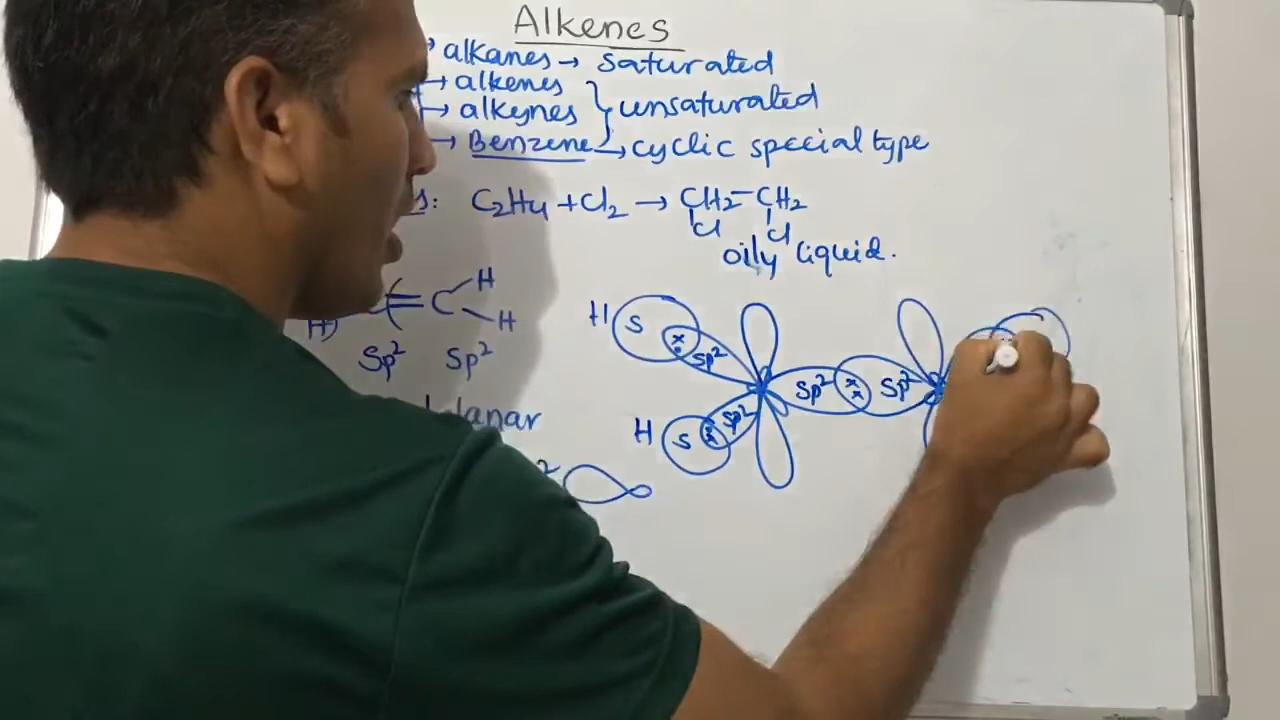 Alkenes
alkanes → saturated
→ alkenes
→ alkynes } unsaturated
→ Benzene → cyclic special type
s: C2H4 + Cl2 → CH2-CH2
Cl Cl
oily liquid.
H) C=C H
H
Sp² Sp²
planar
H S Sp²
Sp² Sp²
H S Sp²
2